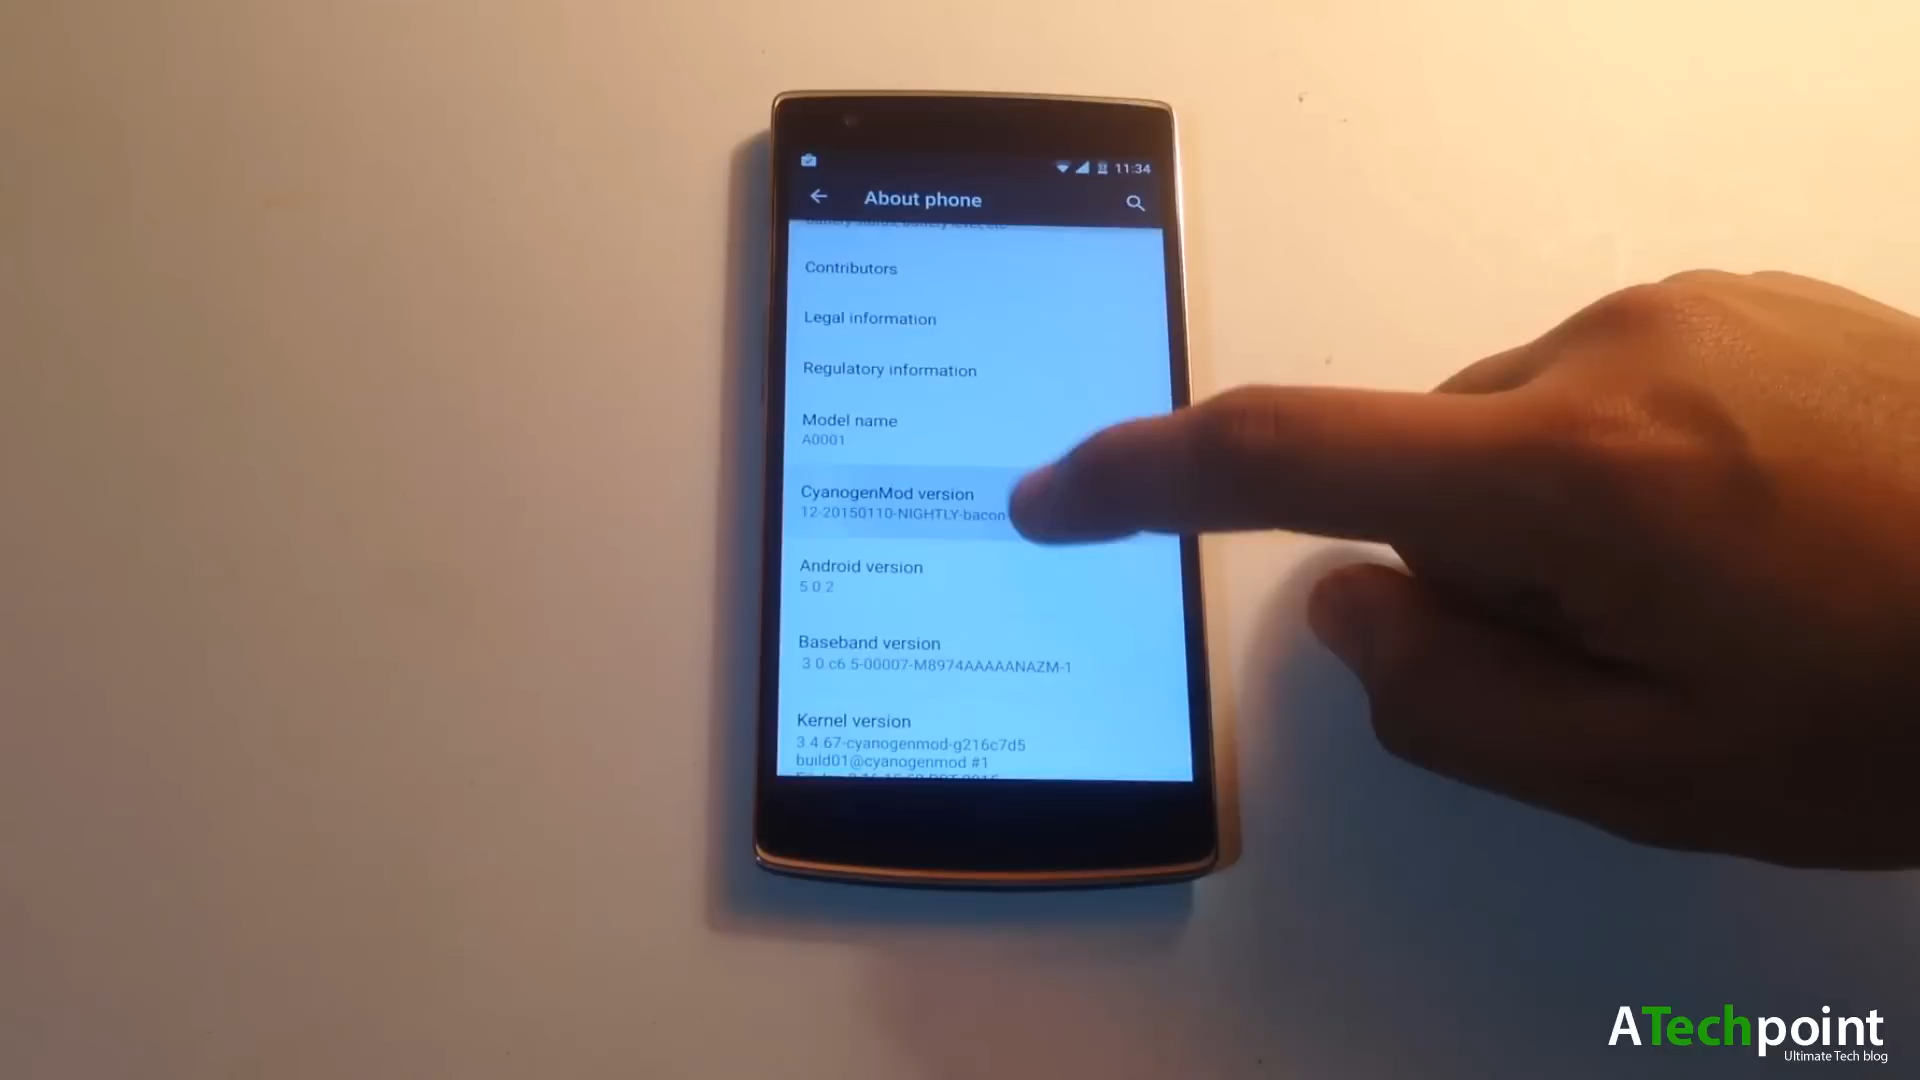 11:34
About phone
Contributors
Legal information
Regulatory information
Model name
A0001
CyanogenMod version
12-20150110-NIGHTLY-bacon
Android version
5.0.2
Baseband version
.3.0.c6.5-00007-M8974AAAAANAZM-1
Kernel version
3.4.67-cyanogenmod-g216c7d5
build01@cyanogenmod #1
ATechpoint
Ultimate Tech blog